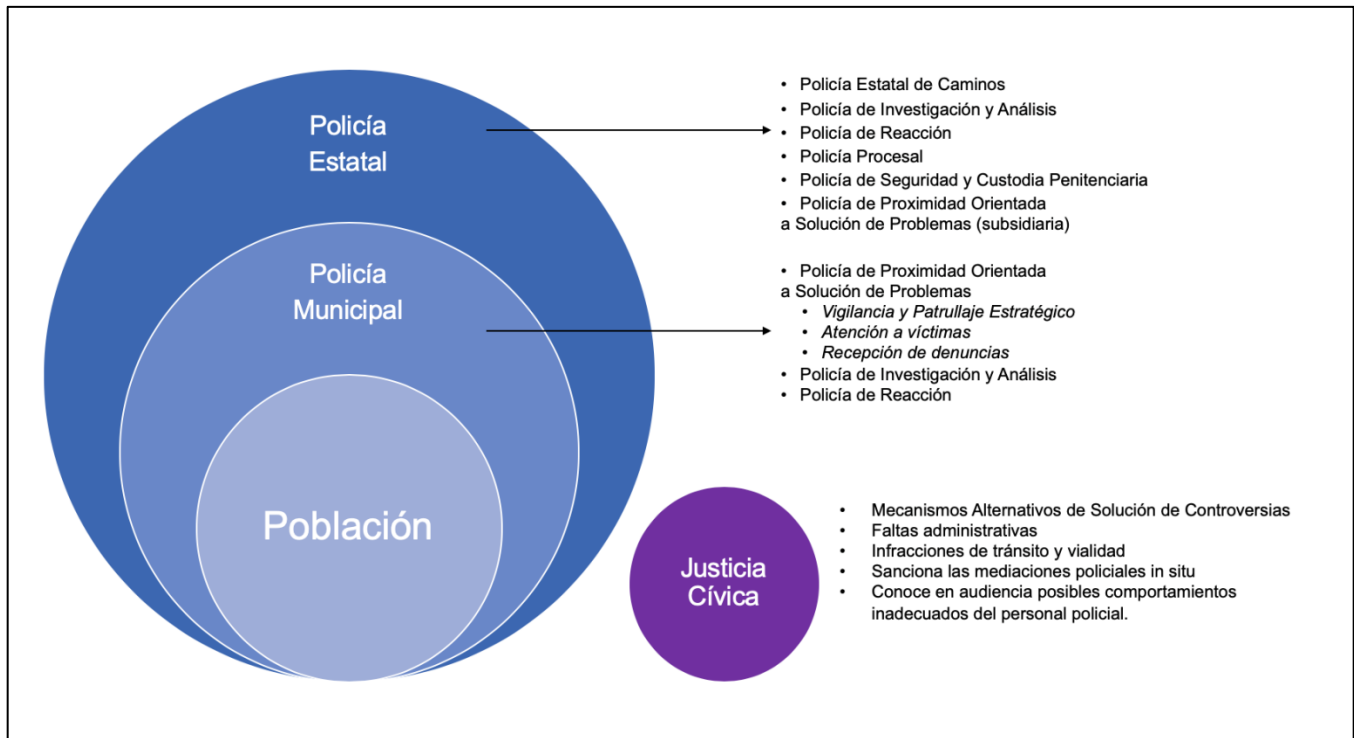 Policía
Estatal
• Policía Estatal de Caminos
• Policía de Investigación y Análisis
• Policía de Reacción
• Policía Procesal
• Policía de Seguridad y Custodia Penitenciaria
• Policía de Proximidad Orientada
a Solución de Problemas (subsidiaria)
Policía
Municipal
• Policía de Proximidad Orientada
a Solución de Problemas
• Vigilancia y Patrullaje Estratégico
• Atención a víctimas
• Recepción de denuncias
• Policía de Investigación y Análisis
• Policía de Reacción
Población
Justicia
Cívica
• Mecanismos Alternativos de Solución de Controversias
• Faltas administrativas
• Infracciones de tránsito y vialidad
• Sanciona las mediaciones policiales in situ
• Conoce en audiencia posibles comportamientos
inadecuados del personal policial.